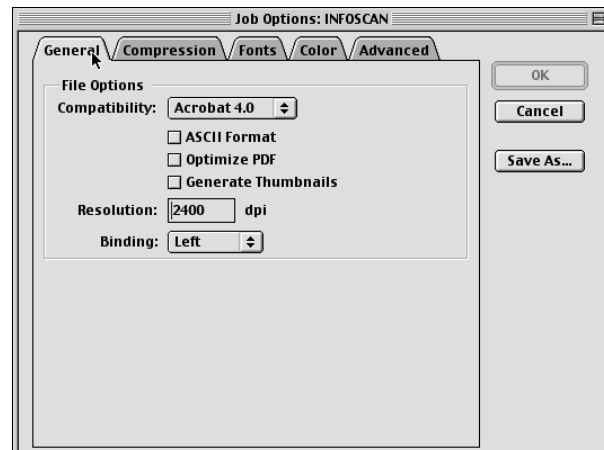 Job Options: INFOSCAN
General Compression Fonts Color Advanced
File Options
Compatibility: Acrobat 4.0
ASCII Format
Optimize PDF
Generate Thumbnails
Resolution: 2400 dpi
Binding: Left
OK
Cancel
Save As...